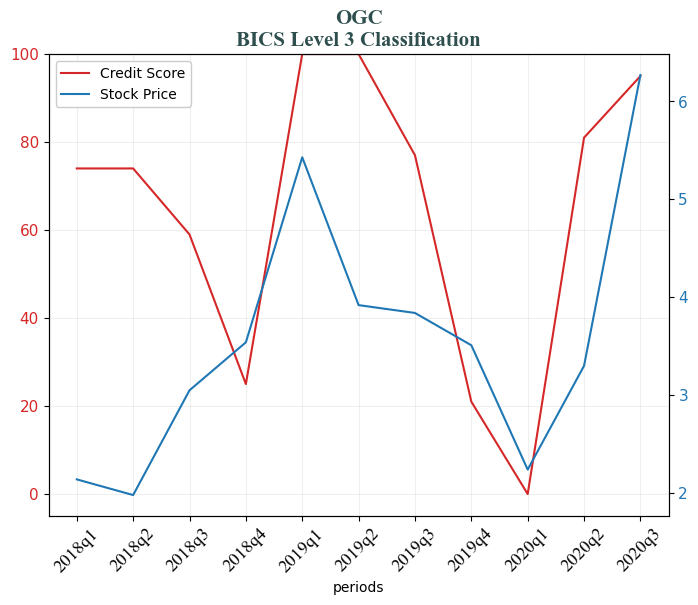 OGC
BICS Level 3 Classification
Credit Score
Stock Price
100
80
60
40
20
0
6
5
4
3
2
2018q1
2018q2
2018q3
2018q4
2019q1
2019q2
2019q3
2019q4
2020q1
2020q2
2020q3
periods